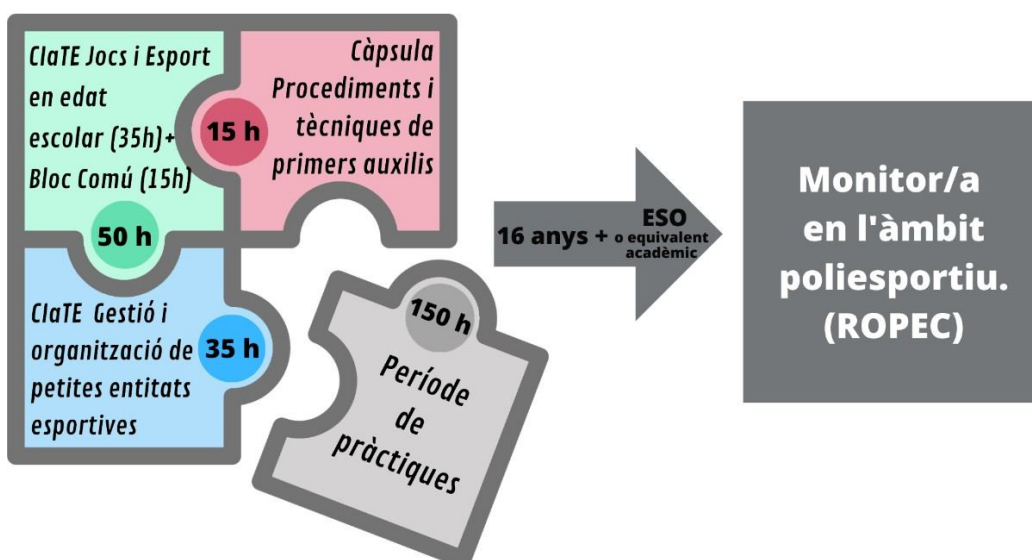 CIaTE Jocs i Esport
en edat
escolar (35h)+
Bloc Comú (15h)
50 h
Càpsula
Procediments i
tècniques de
primers auxilis
15 h
CIaTE Gestió i
organització de
petites entitats
esportives
35 h
150 h
Període
de
pràctiques
16 anys + ESO
o equivalent
acadèmic
Monitor/a
en l'àmbit
poliesportiu.
(ROPEC)